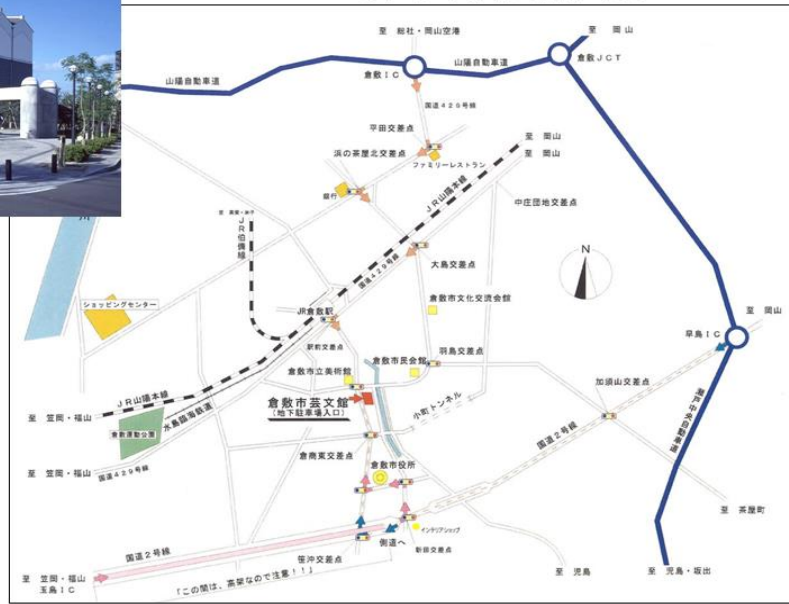 至 総社・岡山空港
至 岡山
倉敷IC
山陽自動車道
山陽自動車道
倉敷JCT
国道429号線
平田交差点
ファミリーレストラン
浜の茶屋北交差点
至 岡山
至 岡山
銀行
JR山陽本線
中庄団地交差点
JR伯備線
国道429号線
大島交差点
N
川
ショッピングセンター
倉敷市文化交流会館
JR倉敷駅
駅前交差点
至 岡山
早島IC
倉敷市民会館
羽島交差点
倉敷市立美術館
加須山交差点
倉敷市芸文館
(地下駐車場入口)
小町トンネル
JR山陽本線
水島臨海鉄道
至 笠岡・福山
倉敷運動公園
瀬戸中央自動車道
国道2号線
倉商東交差点
倉敷市役所
至 笠岡・福山
国道429号線
至 茶屋町
インテリアショップ
側道へ
新田交差点
国道2号線
笹沖交差点
至 笠岡・福山
玉島IC
「この間は、高架なので注意!!」
至 児島
至 児島・坂出